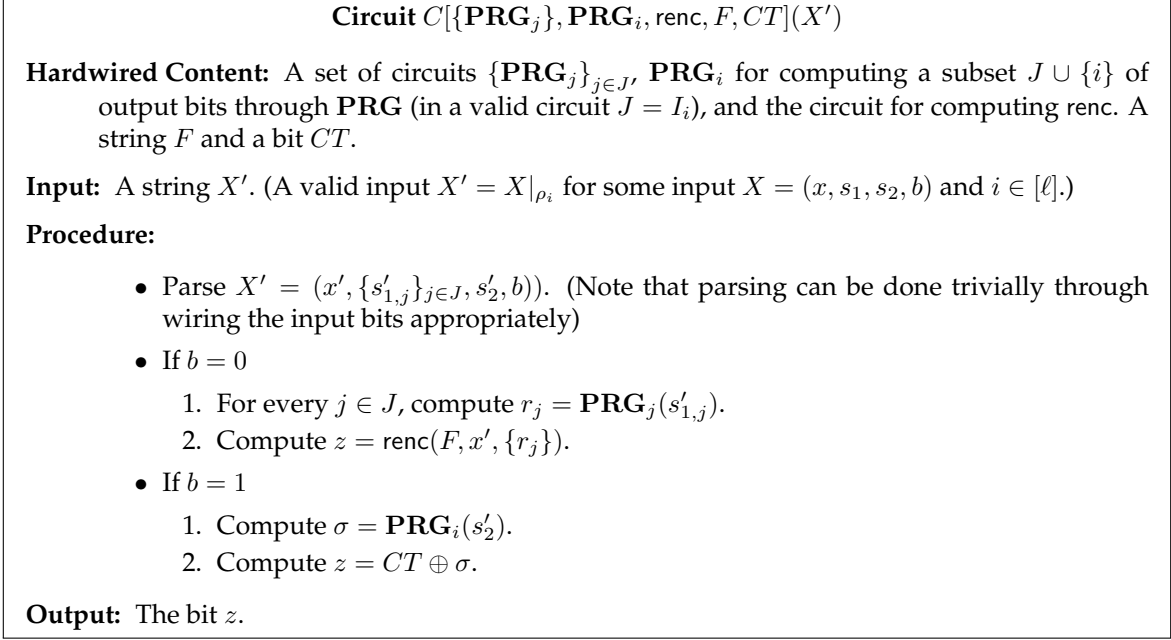 Circuit C[{PRG_j}, PRG_i, renc, F, CT](X′)
Hardwired Content: A set of circuits {PRG_j}_{j∈J}, PRG_i for computing a subset J ∪ {i} of
output bits through PRG (in a valid circuit J = I_i), and the circuit for computing renc. A
string F and a bit CT.
Input: A string X′. (A valid input X′ = X|_{ρ_i} for some input X = (x, s_1, s_2, b) and i ∈ [ℓ].)
Procedure:
• Parse X′ = (x′, {s′_{1,j}}_{j∈J}, s′_2, b)). (Note that parsing can be done trivially through
wiring the input bits appropriately)
• If b = 0
1. For every j ∈ J, compute r_j = PRG_j(s′_{1,j}).
2. Compute z = renc(F, x′, {r_j}).
• If b = 1
1. Compute σ = PRG_i(s′_2).
2. Compute z = CT ⊕ σ.
Output: The bit z.